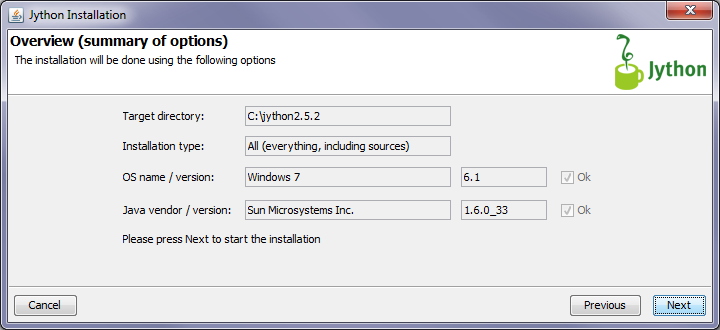 Jython Installation
Overview (summary of options)
The installation will be done using the following options
Jython
Target directory: C:\jython2.5.2
Installation type: All (everything, including sources)
OS name / version: Windows 7 6.1 Ok
Java vendor / version: Sun Microsystems Inc. 1.6.0_33 Ok
Please press Next to start the installation
Cancel Previous Next